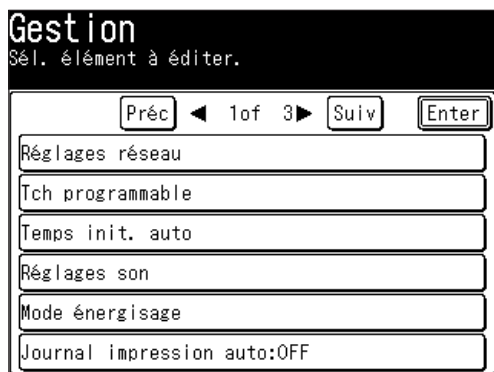 Gestion
Sél. élément à éditer.
Préc ◀ 1of 3▶ Suiv Enter
Réglages réseau
Tch programmable
Temps init. auto
Réglages son
Mode énergisage
Journal impression auto:OFF